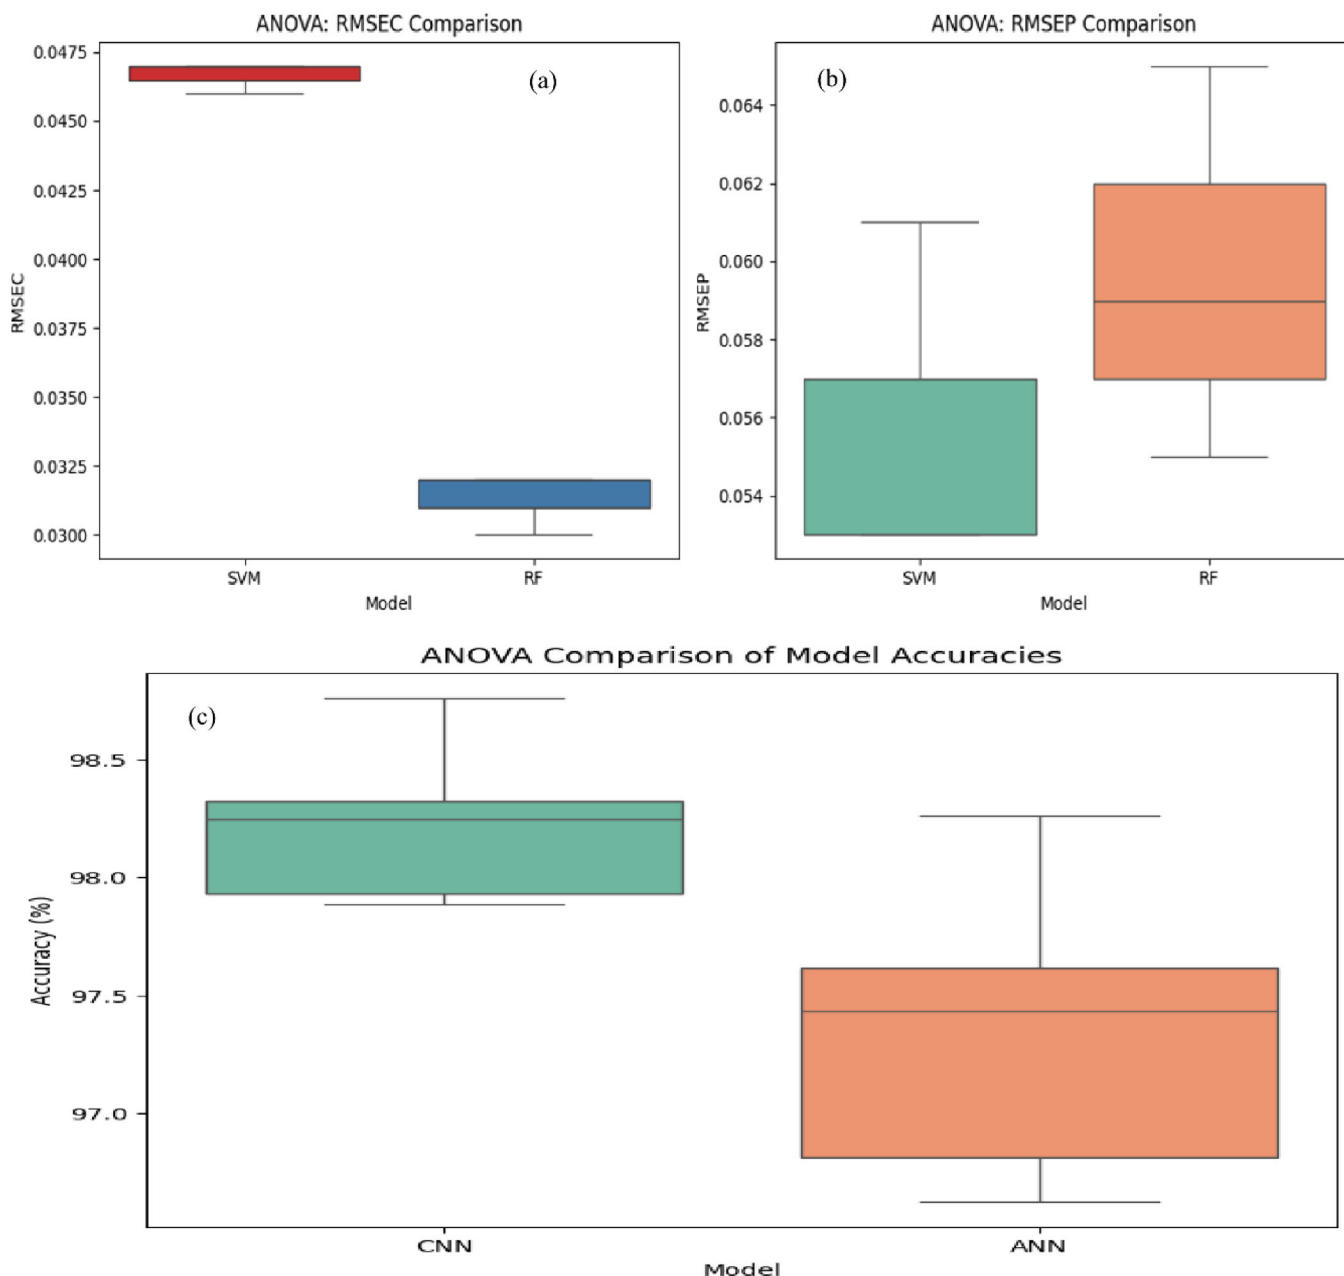 ANOVA: RMSEC Comparison
(a)
0.0475
0.0450
0.0425
0.0400
0.0375
0.0350
0.0325
0.0300
RMSEC
SVM
RF
Model
ANOVA: RMSEP Comparison
(b)
0.064
0.062
0.060
0.058
0.056
0.054
RMSEP
SVM
RF
Model
ANOVA Comparison of Model Accuracies
(c)
98.5
98.0
97.5
97.0
Accuracy (%)
CNN
ANN
Model